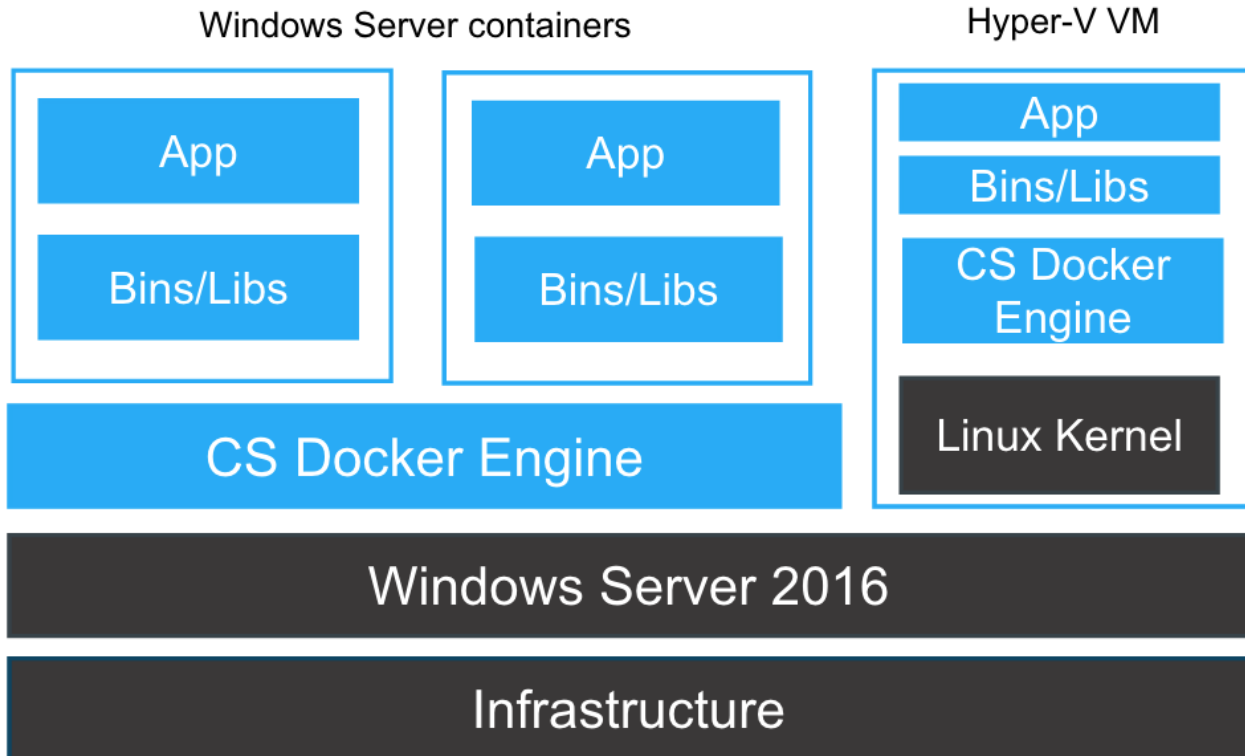 Windows Server containers
Hyper-V VM
App
Bins/Libs
App
Bins/Libs
App
Bins/Libs
CS Docker
Engine
Linux Kernel
CS Docker Engine
Windows Server 2016
Infrastructure